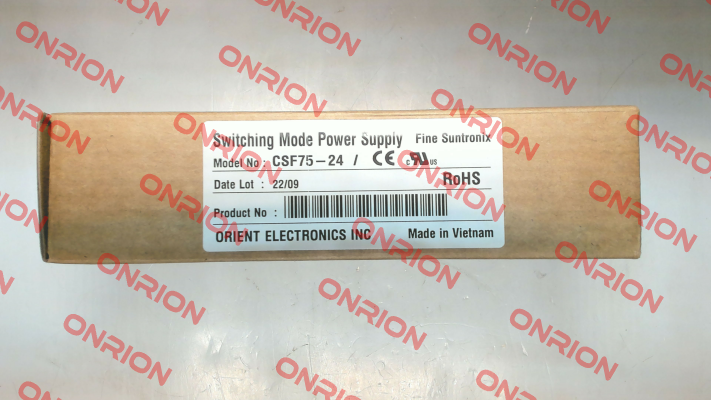 Switching Mode Power Supply Fine Suntronix
Model No : CSF75-24 / CE c UL us
Date Lot : 22/09 RoHS
Product No :
ORIENT ELECTRONICS INC Made in Vietnam
ONRION